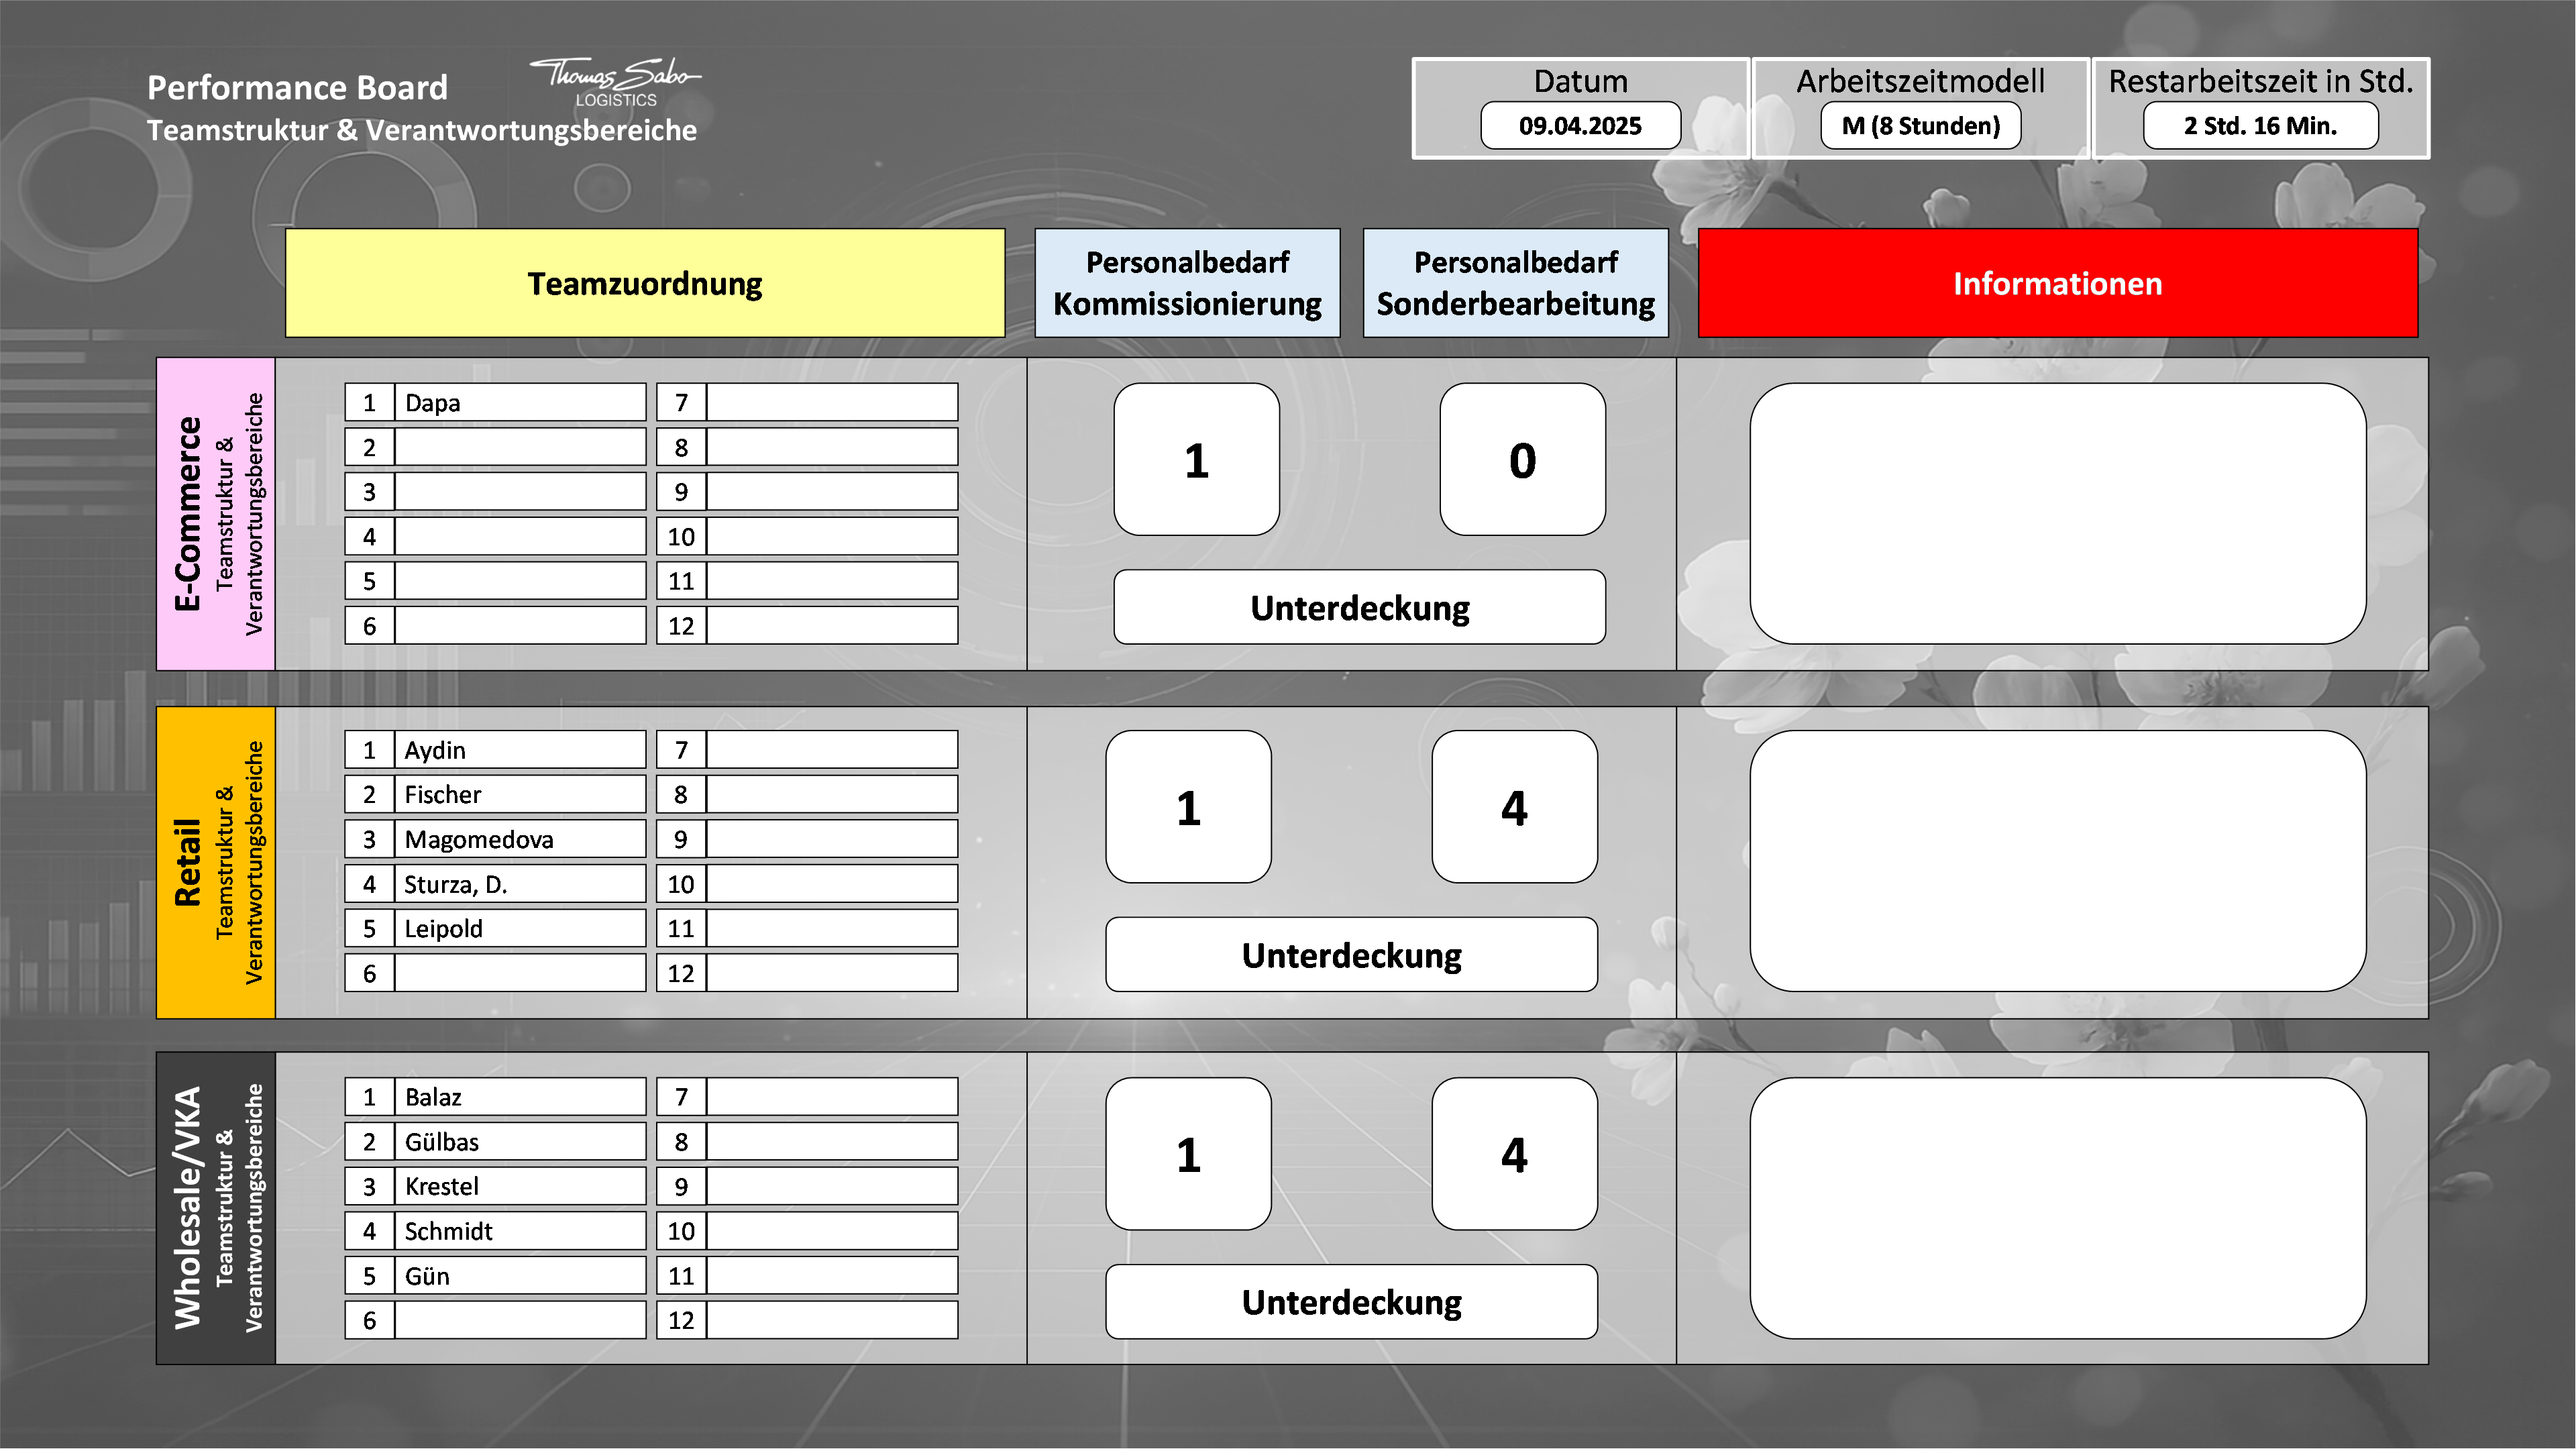 Performance Board
Thomas Sabo
LOGISTICS
Teamstruktur & Verantwortungsbereiche
Datum
09.04.2025
Arbeitszeitmodell
M (8 Stunden)
Restarbeitszeit in Std.
2 Std. 16 Min.
Teamzuordnung
Personalbedarf
Kommissionierung
Personalbedarf
Sonderbearbeitung
Informationen
E-Commerce
Teamstruktur &
Verantwortungsbereiche
1 Dapa 7
2 8
3 9
4 10
5 11
6 12
1
0
Unterdeckung
Retail
Teamstruktur &
Verantwortungsbereiche
1 Aydin 7
2 Fischer 8
3 Magomedova 9
4 Sturza, D. 10
5 Leipold 11
6 12
1
4
Unterdeckung
Wholesale/VKA
Teamstruktur &
Verantwortungsbereiche
1 Balaz 7
2 Gülbas 8
3 Krestel 9
4 Schmidt 10
5 Gün 11
6 12
1
4
Unterdeckung